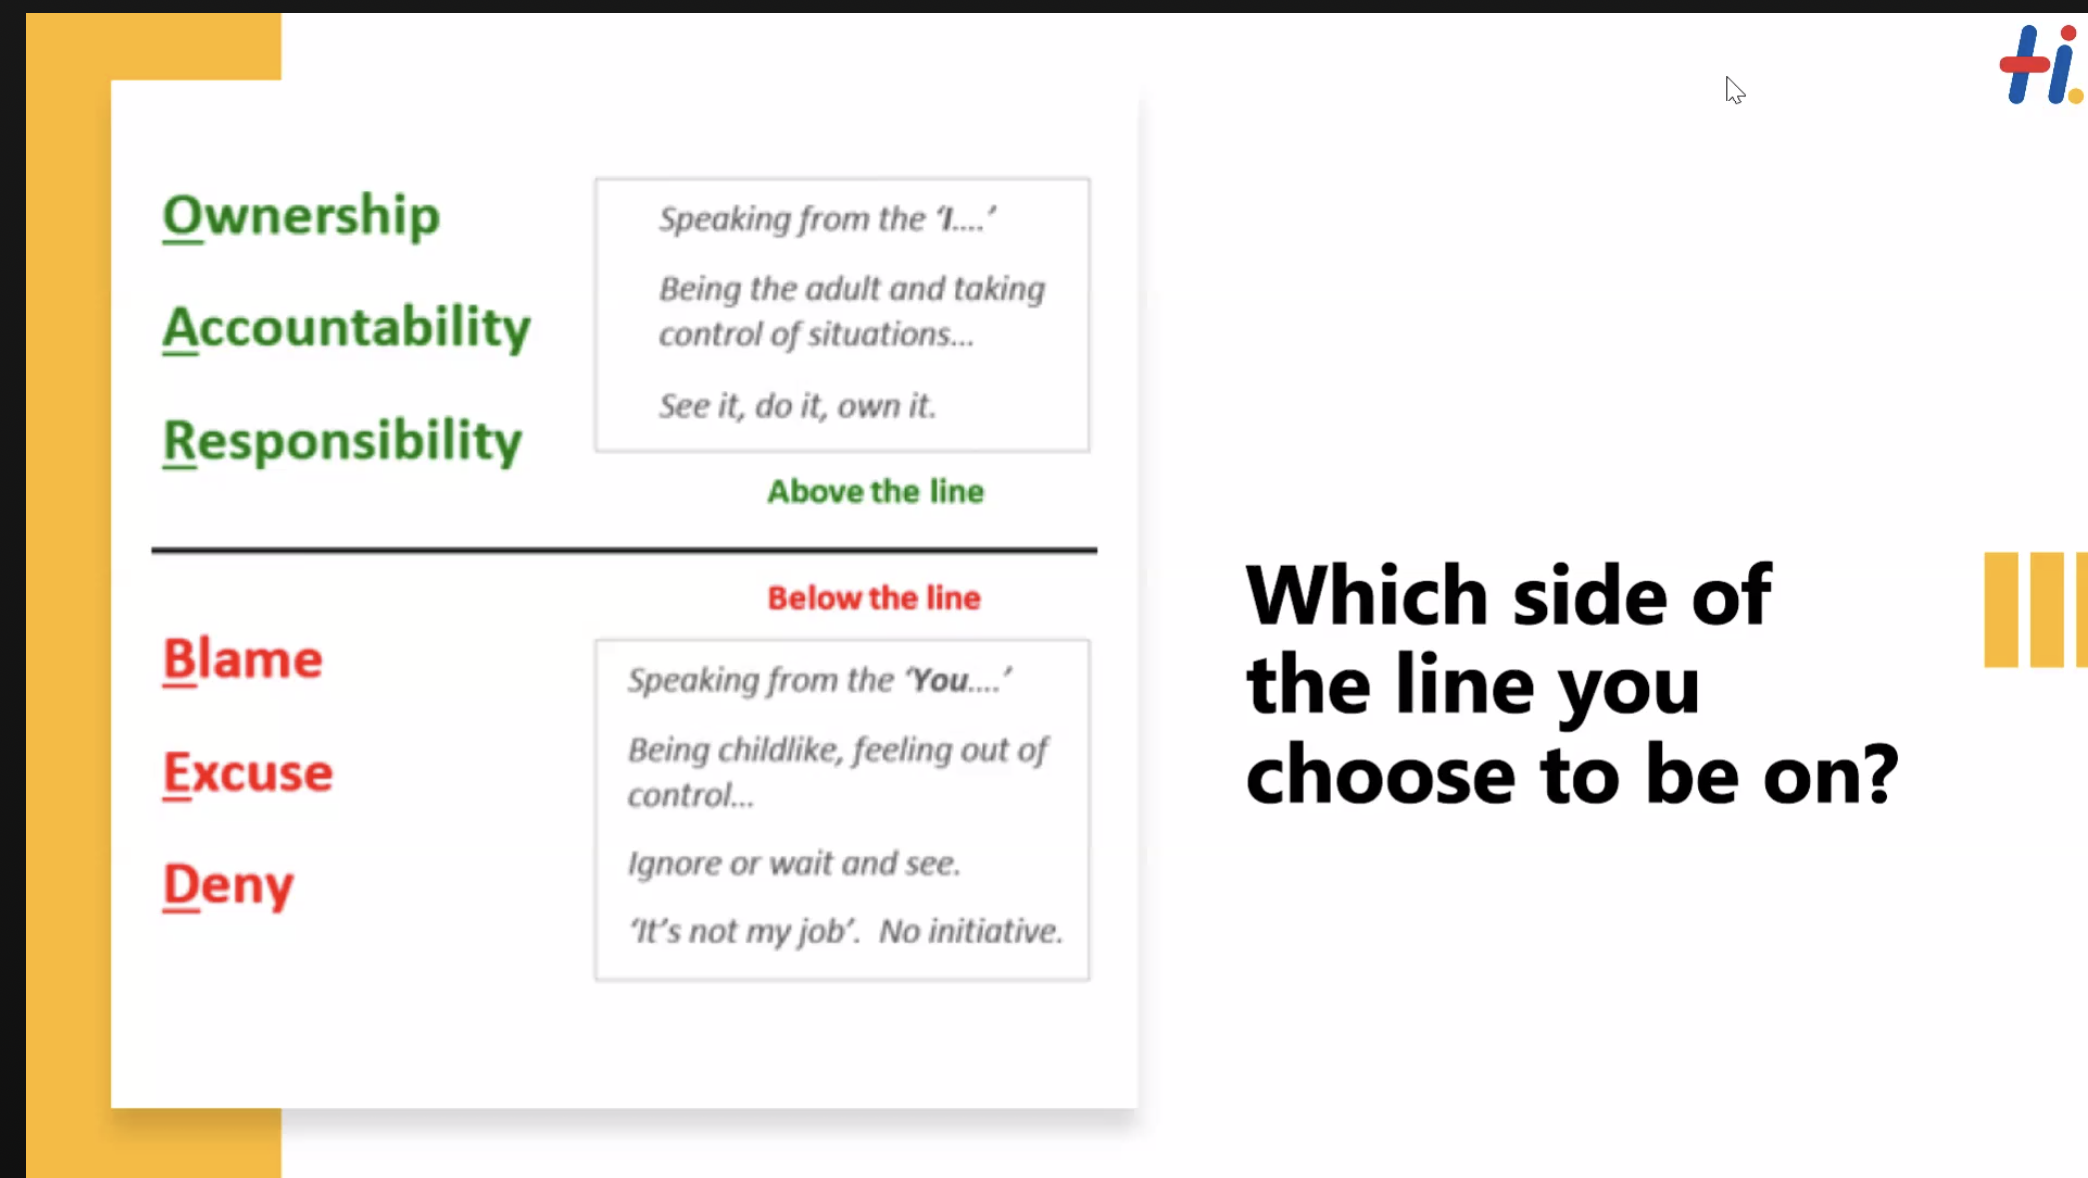 Hi.
Ownership
Accountability
Responsibility
Speaking from the ‘I....’
Being the adult and taking
control of situations...
See it, do it, own it.
Above the line
Below the line
Blame
Excuse
Deny
Speaking from the ‘You....’
Being childlike, feeling out of
control...
Ignore or wait and see.
‘It’s not my job’.  No initiative.
Which side of
the line you
choose to be on?